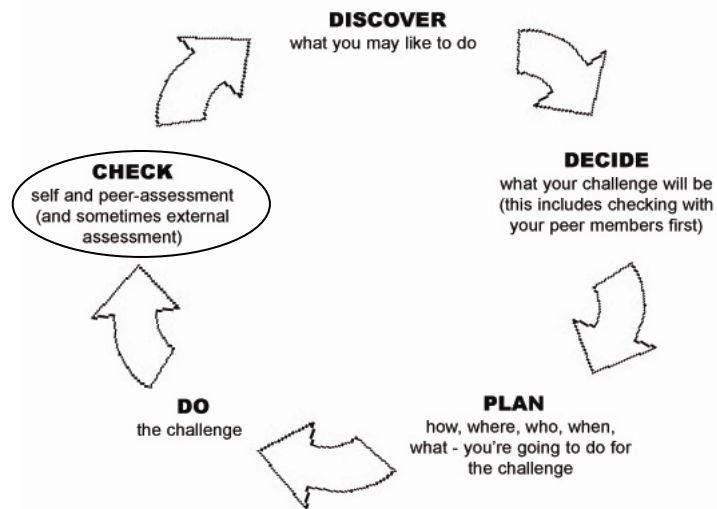 DISCOVER
what you may like to do
DECIDE
what your challenge will be
(this includes checking with
your peer members first)
PLAN
how, where, who, when,
what - you're going to do for
the challenge
DO
the challenge
CHECK
self and peer-assessment
(and sometimes external
assessment)